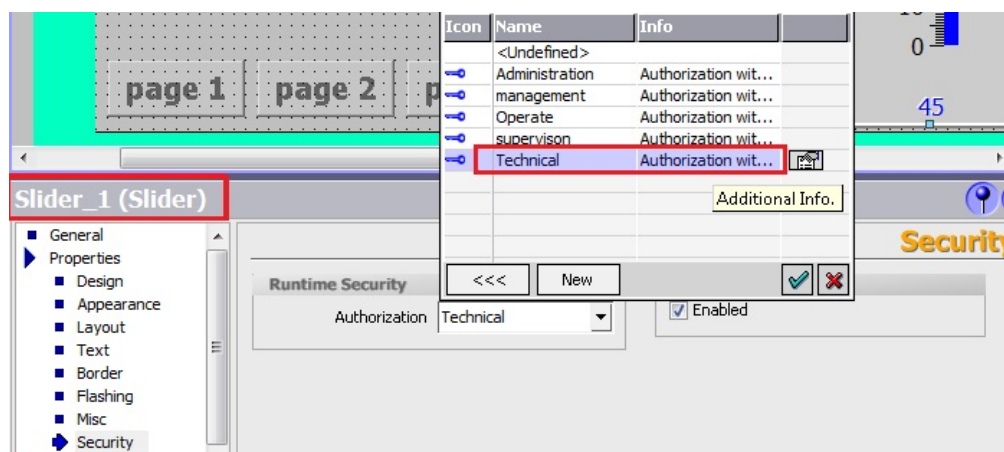 Icon Name Info
<Undefined>
Administration Authorization wit...
management Authorization wit...
Operate Authorization wit...
supervison Authorization wit...
Technical Authorization wit...
Additional Info.
<<< New
0
45
page 1 page 2
Slider_1 (Slider)
General
Properties
Design
Appearance
Layout
Text
Border
Flashing
Misc
Security
Security
Runtime Security
Authorization Technical
Enabled